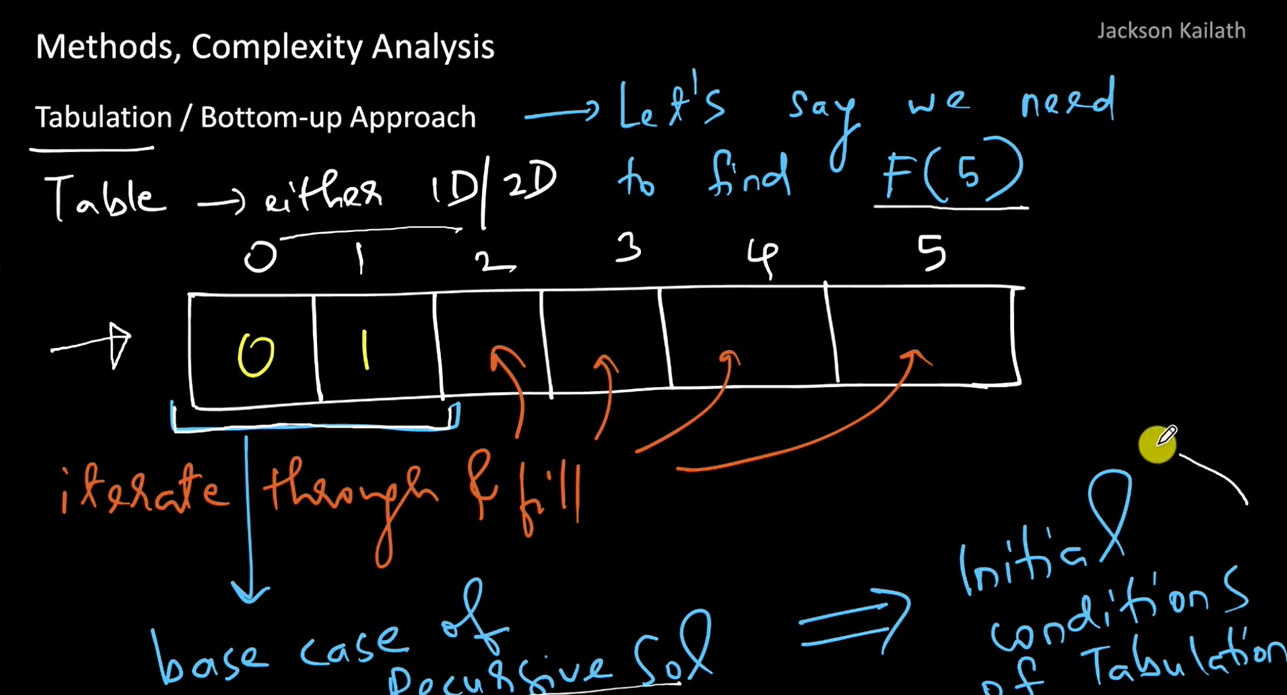 Jackson Kailath
Methods, Complexity Analysis
Tabulation / Bottom-up Approach → Let's say we need
to find F(5)
Table → either 1D/2D
0 1 2 3 4 5
0 1
iterate through & fill
base case of
Recursive Sol
⇒
Initial
conditions
of Tabulation